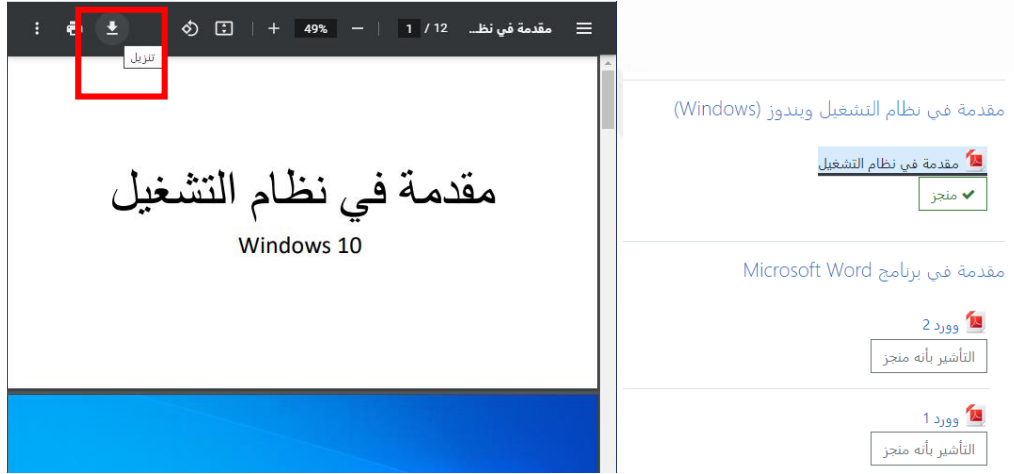 مقدمة في نظـ...
1 / 12
49%
تنزيل
مقدمة في نظام التشغيل
Windows 10
مقدمة في نظام التشغيل ويندوز (Windows)
مقدمة في نظام التشغيل
منجز
مقدمة في برنامج Microsoft Word
وورد 2
التأشير بأنه منجز
وورد 1
التأشير بأنه منجز